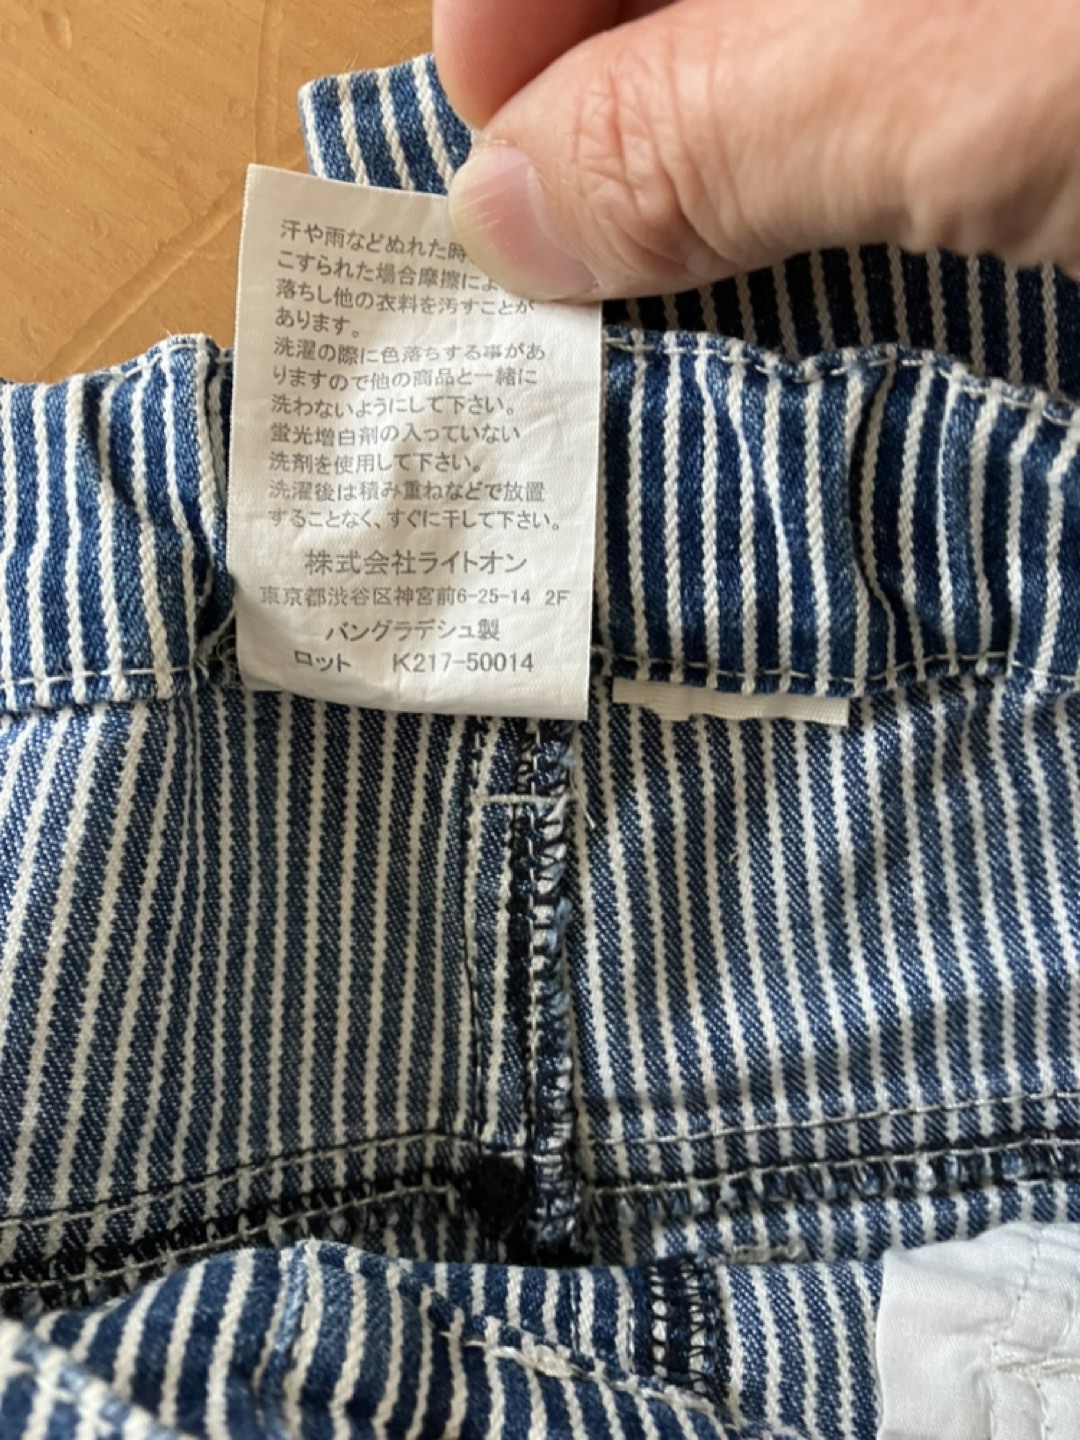 汗や雨などぬれた時
こすられた場合摩擦によ
落ちし他の衣料を汚すことが
あります。
洗濯の際に色落ちする事があ
りますので他の商品と一緒に
洗わないようにして下さい。
蛍光増白剤の入っていない
洗剤を使用して下さい。
洗濯後は積み重ねなどで放置
することなく、すぐに干して下さい。
株式会社ライトオン
東京都渋谷区神宮前6-25-14 2F
バングラデシュ製
ロット K217-50014